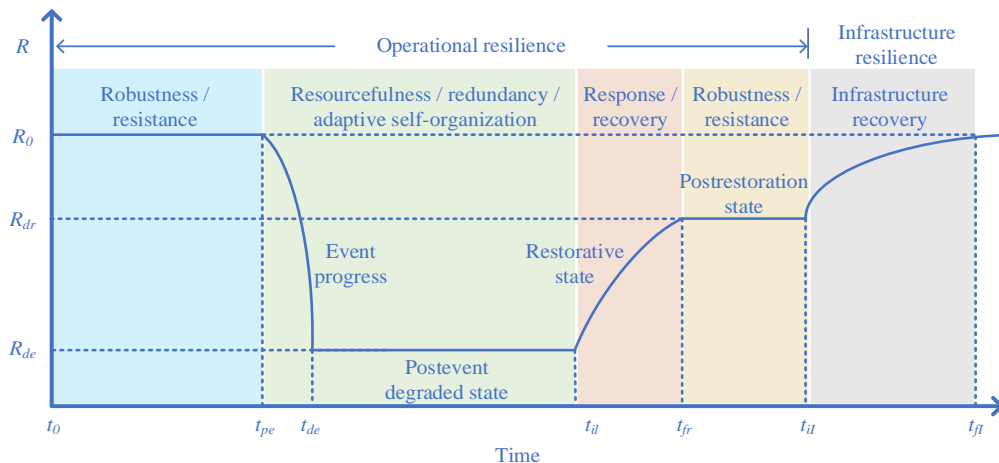 R
Operational resilience
Infrastructure
resilience
Robustness /
resistance
Resourcefulness / redundancy /
adaptive self-organization
Response /
recovery
Robustness /
resistance
Infrastructure
recovery
R0
Postrestoration
state
Rdr
Event
progress
Restorative
state
Rde
Postevent
degraded state
t0
tpe
tde
til
tfr
tiI
tfI
Time